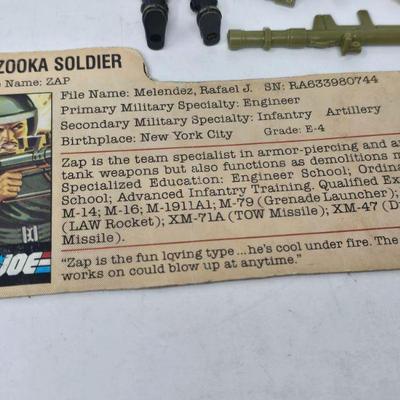 ZOOKA SOLDIER
e Name: ZAP
File Name: Melendez, Rafael J. SN: RA633980744
Primary Military Specialty: Engineer
Secondary Military Specialty: Infantry Artillery
Birthplace: New York City Grade: E-4
Zap is the team specialist in armor-piercing and an
tank weapons but also functions as demolitions m
Specialized Education: Engineer School; Ordina
School; Advanced Infantry Training. Qualified Ex
M-14; M-16; M-1911A1; M-79 (Grenade Launcher);
(LAW Rocket); XM-71A (TOW Missile); XM-47 (D
Missile).
"Zap is the fun loving type ...he's cool under fire. The
works on could blow up at anytime."
JOE